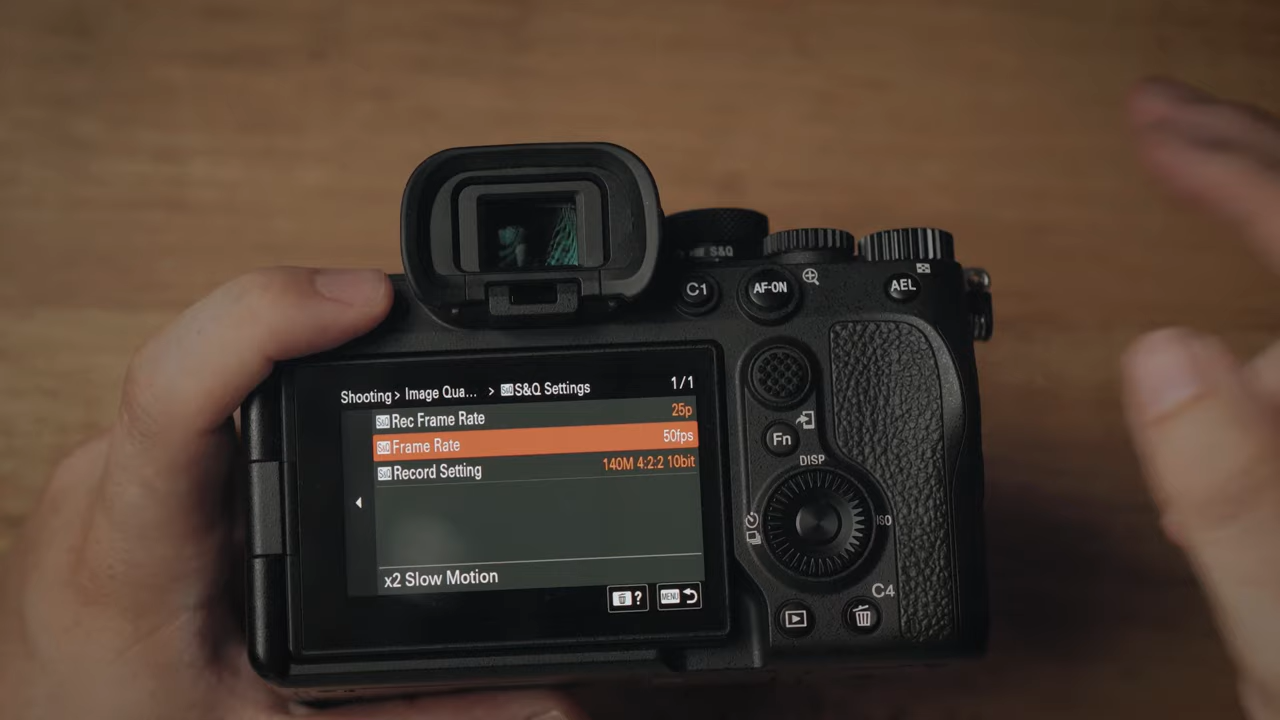 S&Q
C1
AF-ON
AEL
Shooting > Image Qua... > S&Q S&Q Settings 1/1
S&Q Rec Frame Rate 25p
S&Q Frame Rate 50fps
S&Q Record Setting 140M 4:2:2 10bit
x2 Slow Motion
?
MENU
Fn
DISP
ISO
C4